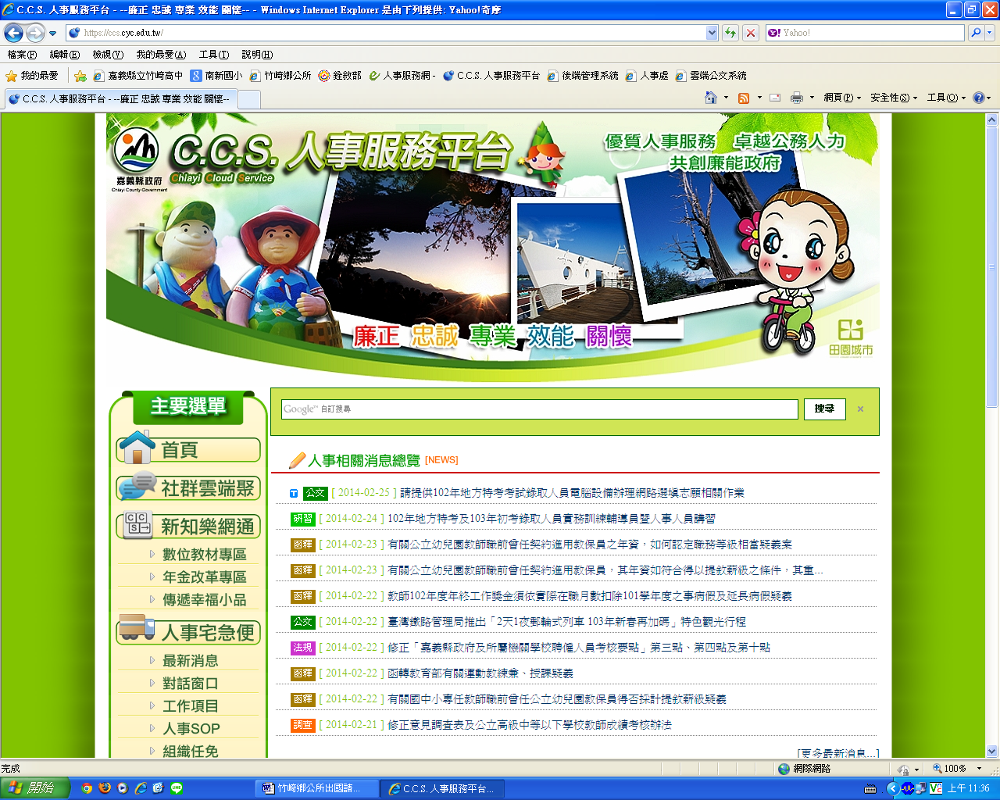 C.C.S. 人事服務平台 - --廉正 忠誠 專業 效能 關懷-- - Windows Internet Explorer 是由下列提供: Yahoo!奇摩
https://ccs.cyc.edu.tw/
Yahoo!
檔案(F) 編輯(E) 檢視(V) 我的最愛(A) 工具(T) 說明(H)
我的最愛 嘉義縣立竹崎高中 南新國小 竹崎鄉公所 銓敘部 人事服務網 - C.C.S. 人事服務平台 後端管理系統 人事處 雲端公文系統
C.C.S. 人事服務平台 - --廉正 忠誠 專業 效能 關懷--
網頁(P) 安全性(S) 工具(O)
C.C.S. 人事服務平台
Chiayi Cloud Service
嘉義縣政府
Chiayi County Government
優質人事服務 卓越公務人力
共創廉能政府
廉正 忠誠 專業 效能 關懷
田園城市
主要選單
首頁
社群雲端聚
新知樂網通
數位教材專區
年金改革專區
傳遞幸福小品
人事宅急便
最新消息
對話窗口
工作項目
人事SOP
組織任免
Google™ 自訂搜尋
搜尋
×
人事相關消息總覽 [NEWS]
T 公文 [ 2014-02-25 ] 請提供102年地方特考考試錄取人員電腦設備辦理網路選填志願相關作業
研習 [ 2014-02-24 ] 102年地方特考及103年初考錄取人員實務訓練輔導員暨人事人員講習
函釋 [ 2014-02-23 ] 有關公立幼兒園教師職前曾任契約進用教保員之年資，如何認定職務等級相當疑義案
函釋 [ 2014-02-23 ] 有關公立幼兒園教師職前曾任契約進用教保員，其年資如符合得以提敘薪級之條件，其重...
函釋 [ 2014-02-22 ] 教師102年度年終工作獎金須依實際在職月數扣除101學年度之事病假及延長病假疑義
公文 [ 2014-02-22 ] 臺灣鐵路管理局推出「2天1夜郵輪式列車 103年新春再加碼」特色觀光行程
法規 [ 2014-02-22 ] 修正「嘉義縣政府及所屬機關學校聘僱人員考核要點」第三點、第四點及第十點
函釋 [ 2014-02-22 ] 函轉教育部有關運動教練兼、授課疑義
函釋 [ 2014-02-22 ] 有關國中小專任教師職前曾任公立幼兒園教保員得否採計提敘薪級疑義
調查 [ 2014-02-21 ] 修正意見調查表及公立高級中等以下學校教師成績考核辦法
[更多最新消息...]
完成
網際網路
100%
開始
竹崎鄉公所出國請...
C.C.S. 人事服務平台...
上午 11:36